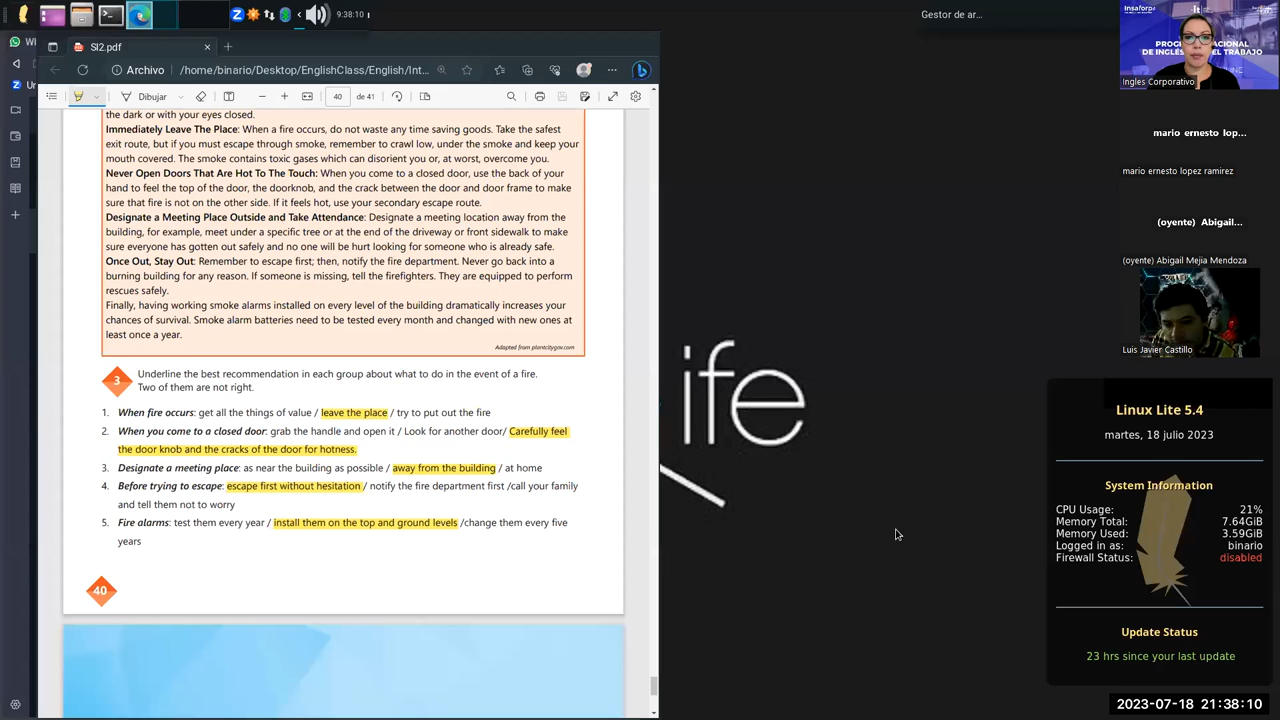 9:38:10
Gestor de ar...
SI2.pdf
Archivo
/home/binario/Desktop/EnglishClass/English/Int...
Dibujar
40
de 41
the dark or with your eyes closed.
Immediately Leave The Place: When a fire occurs, do not waste any time saving goods. Take the safest
exit route, but if you must escape through smoke, remember to crawl low, under the smoke and keep your
mouth covered. The smoke contains toxic gases which can disorient you or, at worst, overcome you.
Never Open Doors That Are Hot To The Touch: When you come to a closed door, use the back of your
hand to feel the top of the door, the doorknob, and the crack between the door and door frame to make
sure that fire is not on the other side. If it feels hot, use your secondary escape route.
Designate a Meeting Place Outside and Take Attendance: Designate a meeting location away from the
building, for example, meet under a specific tree or at the end of the driveway or front sidewalk to make
sure everyone has gotten out safely and no one will be hurt looking for someone who is already safe.
Once Out, Stay Out: Remember to escape first; then, notify the fire department. Never go back into a
burning building for any reason. If someone is missing, tell the firefighters. They are equipped to perform
rescues safely.
Finally, having working smoke alarms installed on every level of the building dramatically increases your
chances of survival. Smoke alarm batteries need to be tested every month and changed with new ones at
least once a year.
Adapted from plantcitygov.com
3
Underline the best recommendation in each group about what to do in the event of a fire.
Two of them are not right.
1. When fire occurs: get all the things of value / leave the place / try to put out the fire
2. When you come to a closed door: grab the handle and open it / Look for another door/ Carefully feel
the door knob and the cracks of the door for hotness.
3. Designate a meeting place: as near the building as possible / away from the building / at home
4. Before trying to escape: escape first without hesitation / notify the fire department first /call your family
and tell them not to worry
5. Fire alarms: test them every year / install them on the top and ground levels /change them every five
years
40
ife
Insaforp
Ingles Corporativo
mario ernesto lop...
mario ernesto lopez ramirez
(oyente) Abigail...
(oyente) Abigail Mejia Mendoza
Luis Javier Castillo
Linux Lite 5.4
martes, 18 julio 2023
System Information
CPU Usage: 21%
Memory Total: 7.64GiB
Memory Used: 3.59GiB
Logged in as: binario
Firewall Status: disabled
Update Status
23 hrs since your last update
2023-07-18 21:38:10